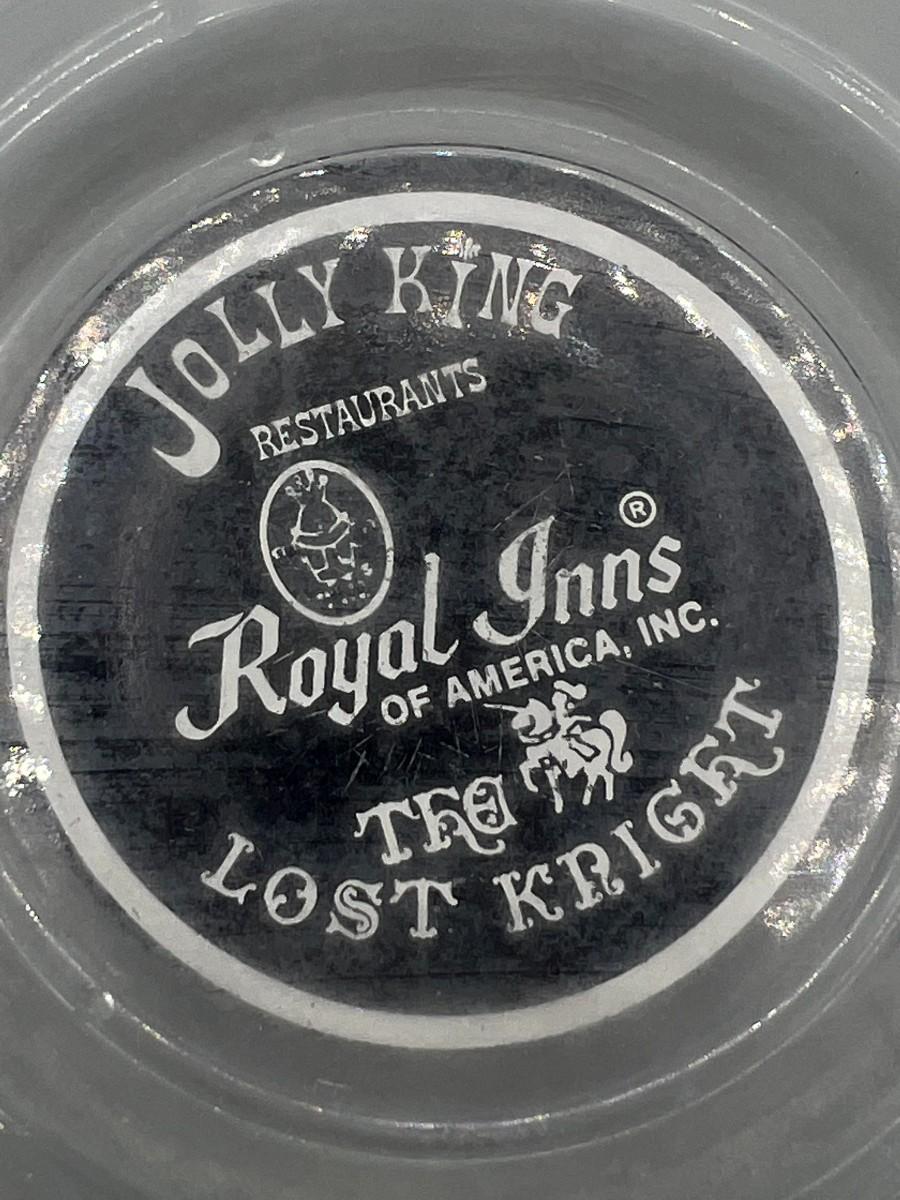 JOLLY KING
RESTAURANTS
Royal Inns ®
OF AMERICA, INC.
THE
LOST KNIGHT